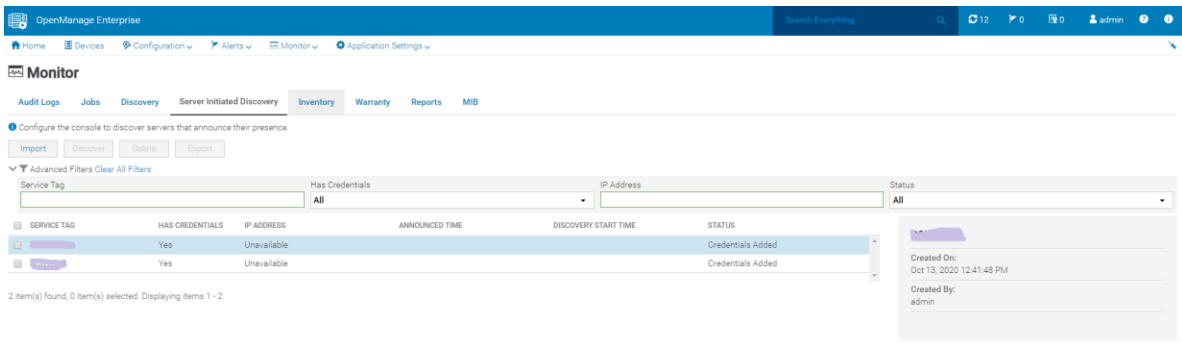 OpenManage Enterprise Search Everything 12 0 0 admin
Home Devices Configuration Alerts Monitor Application Settings
Monitor
Audit Logs Jobs Discovery Server Initiated Discovery Inventory Warranty Reports MIB
Configure the console to discover servers that announce their presence.
Import Discover Delete Export
Advanced Filters Clear All Filters
Service Tag Has Credentials IP Address Status
All All
SERVICE TAG HAS CREDENTIALS IP ADDRESS ANNOUNCED TIME DISCOVERY START TIME STATUS
Yes Unavailable Credentials Added
Yes Unavailable Credentials Added
2 item(s) found, 0 item(s) selected. Displaying items 1 - 2.
Created On:
Oct 13, 2020 12:41:48 PM
Created By:
admin